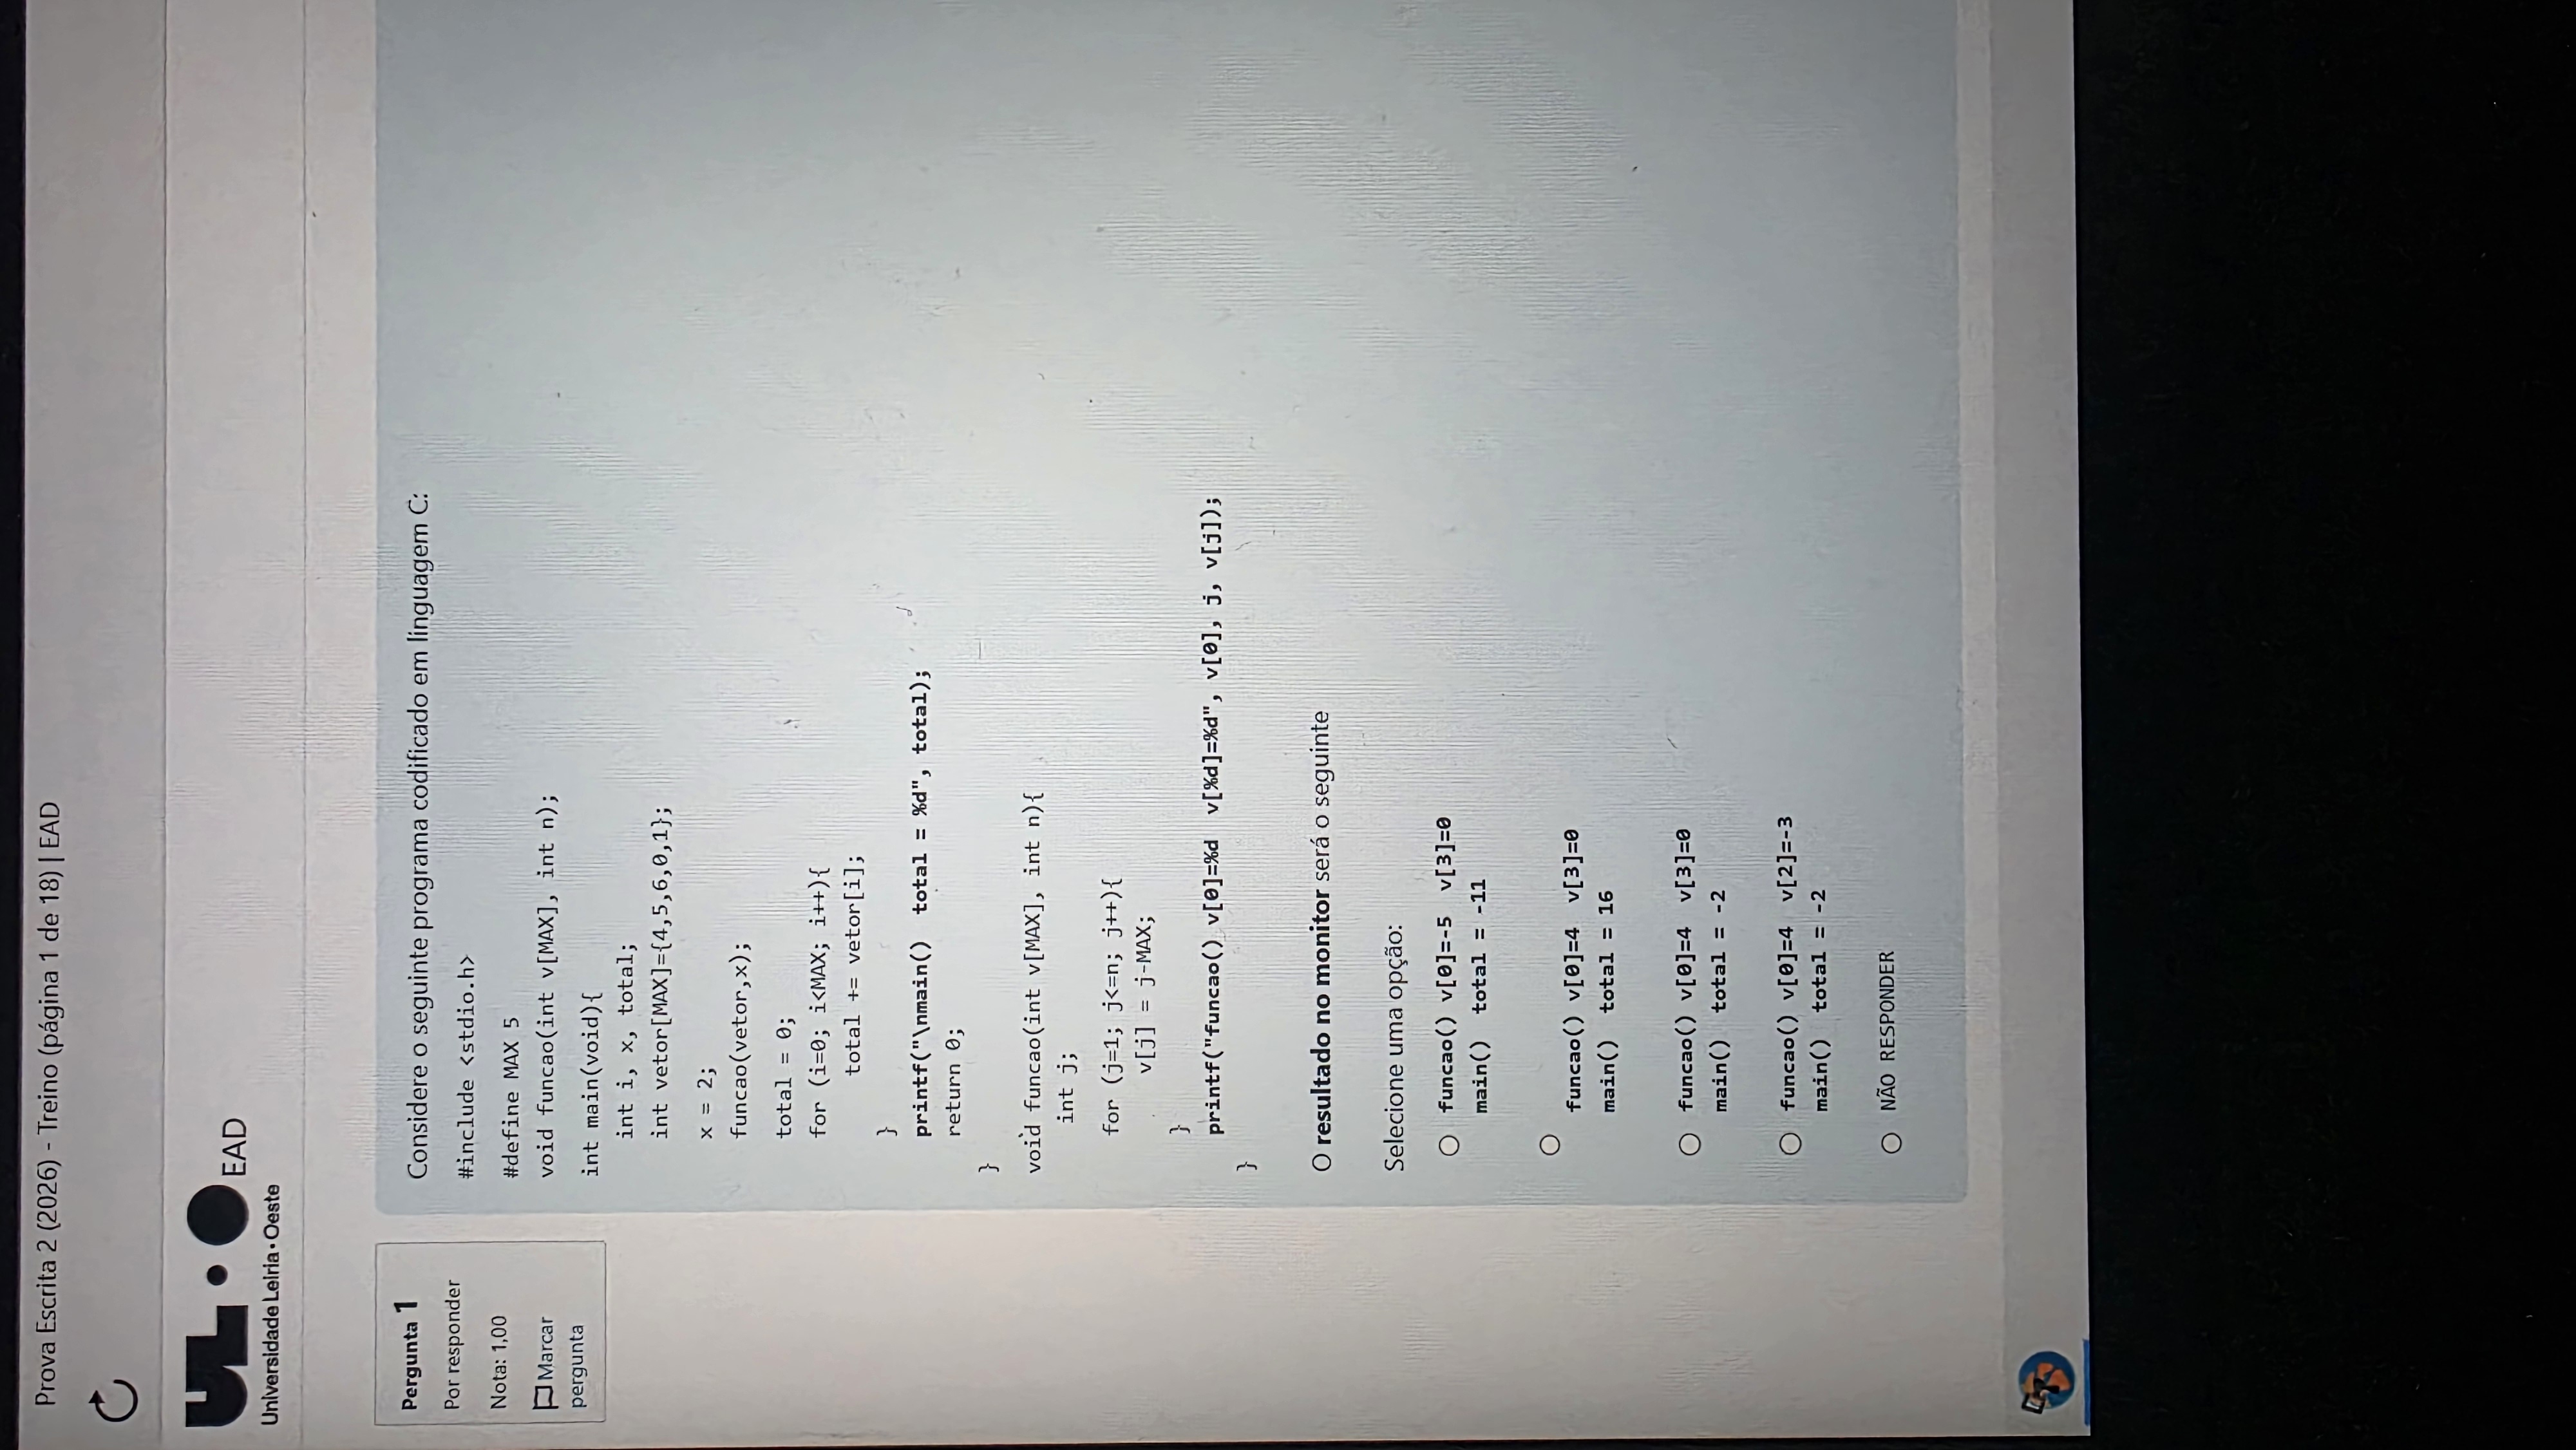 Prova Escrita 2 (2026) - Treino (página 1 de 18) | EAD
UL•O EAD
Universidade Leiria•Oeste
Pergunta 1
Por responder
Nota: 1,00
Marcar
pergunta
Considere o seguinte programa codificado em linguagem C:
#include <stdio.h>
#define MAX 5
void funcao(int v[MAX], int n);
int main(void){
int i, x, total;
int vetor[MAX]={4,5,6,0,1};
x = 2;
funcao(vetor,x);
total = 0;
for (i=0; i<MAX; i++){
total += vetor[i];
}
printf("\nmain()  total = %d", total);
return 0;
}
void funcao(int v[MAX], int n){
int j;
for (j=1; j<=n; j++){
v[j] = j-MAX;
}
printf("funcao() v[0]=%d  v[%d]=%d", v[0], j, v[j]);
}
O resultado no monitor será o seguinte
Selecione uma opção:
funcao() v[0]=-5  v[3]=0
main()  total = -11
funcao() v[0]=4  v[3]=0
main()  total = 16
funcao() v[0]=4  v[3]=0
main()  total = -2
funcao() v[0]=4  v[2]=-3
main()  total = -2
NÃO RESPONDER